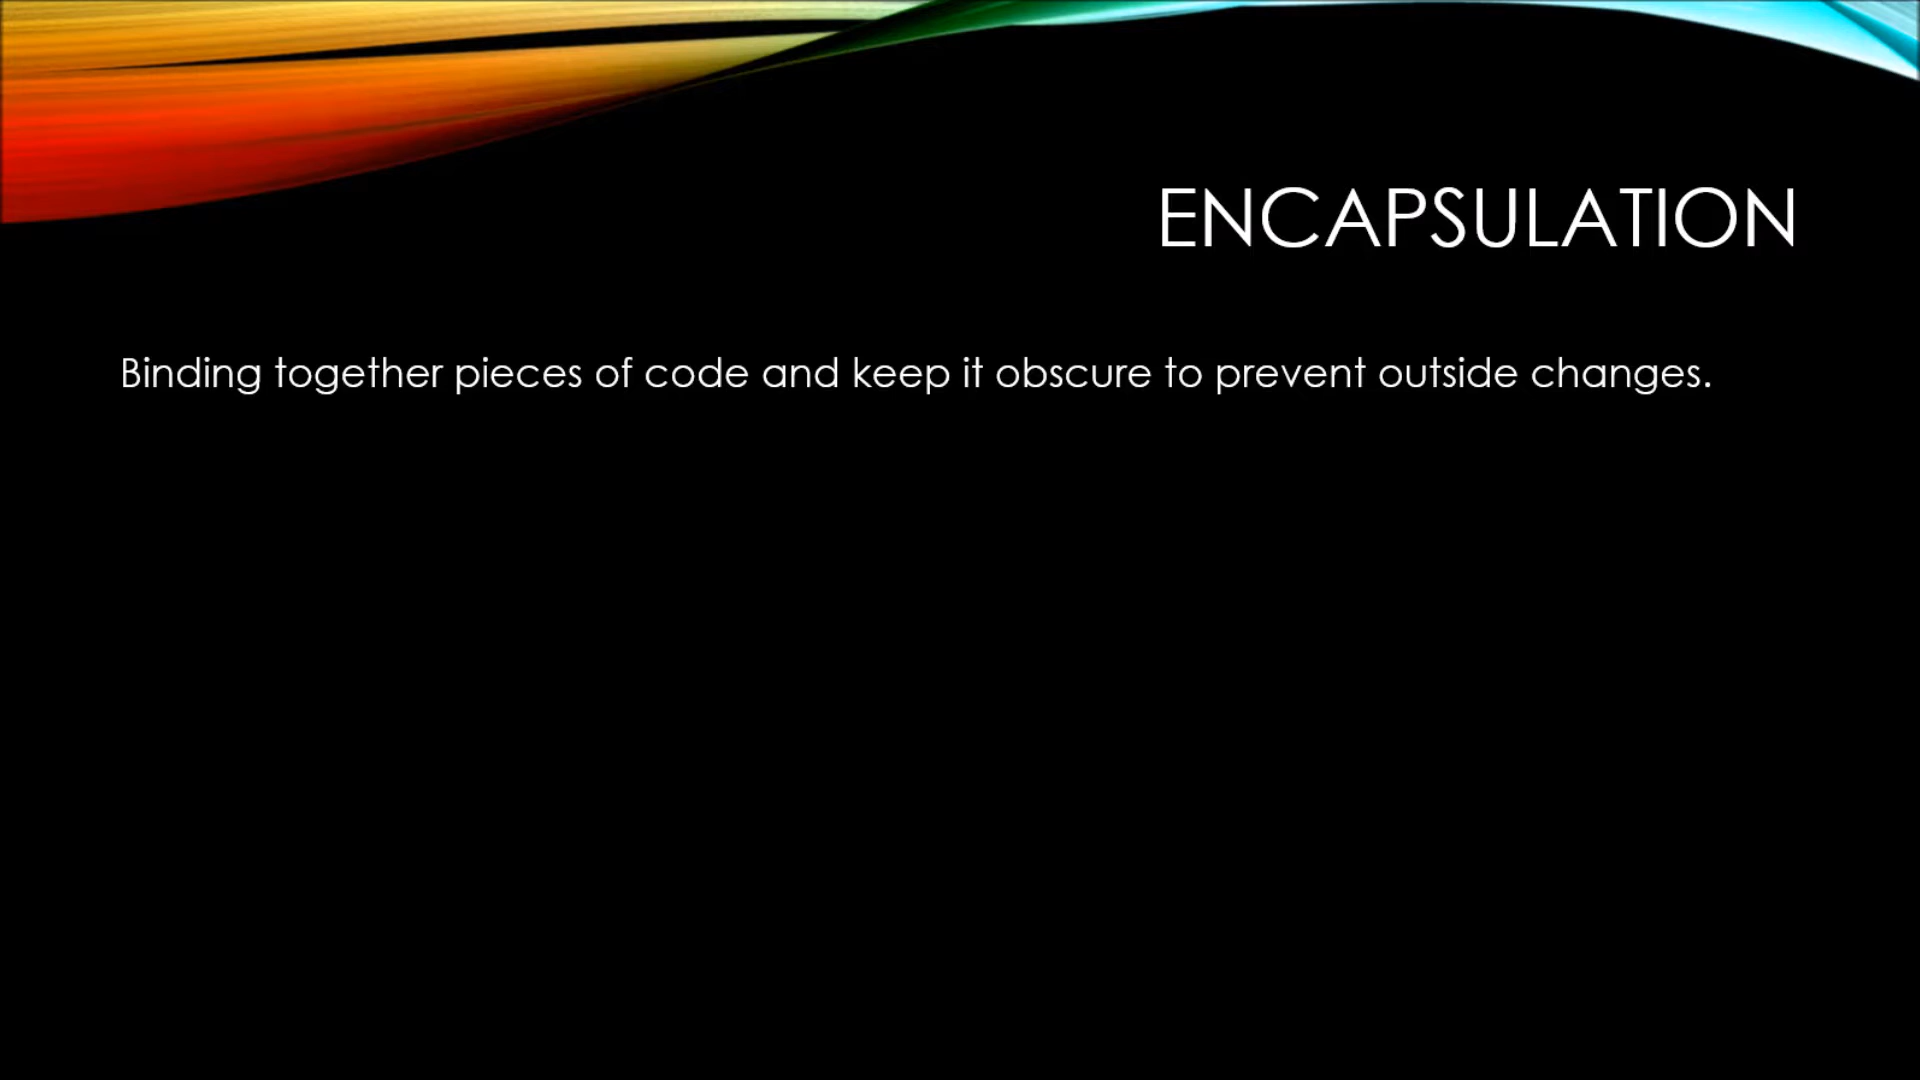 ENCAPSULATION
Binding together pieces of code and keep it obscure to prevent outside changes.